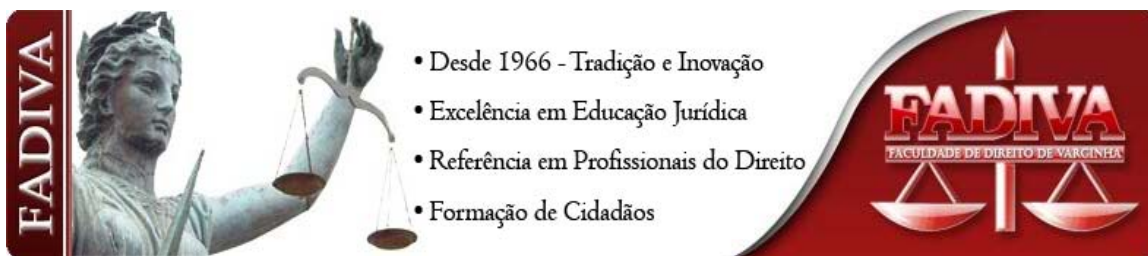 FADIVA
• Desde 1966 - Tradição e Inovação
• Excelência em Educação Jurídica
• Referência em Profissionais do Direito
• Formação de Cidadãos
FADIVA
FACULDADE DE DIREITO DE VARGINHA